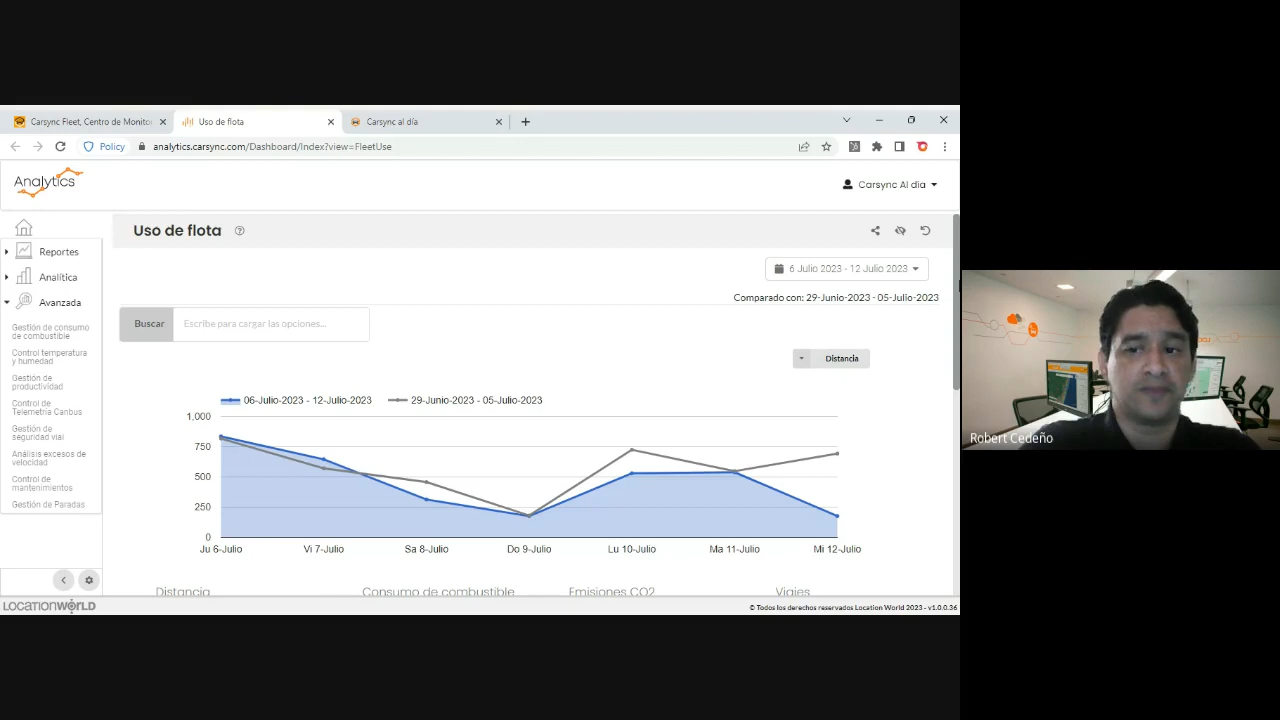 Carsync Fleet, Centro de Monitor
Uso de flota
Carsync al día
Policy
analytics.carsync.com/Dashboard/Index?view=FleetUse
Analytics
Carsync Al día
Uso de flota
Reportes
Analítica
Avanzada
Gestión de consumo
de combustible
Control temperatura
y humedad
Gestión de
productividad
Control de
Telemetría Canbus
Gestión de
seguridad vial
Análisis excesos de
velocidad
Control de
mantenimientos
Gestión de Paradas
6 Julio 2023 - 12 Julio 2023
Comparado con: 29-Junio-2023 - 05-Julio-2023
Buscar
Escribe para cargar las opciones...
Distancia
06-Julio-2023 - 12-Julio-2023
29-Junio-2023 - 05-Julio-2023
1,000
750
500
250
0
Ju 6-Julio
Vi 7-Julio
Sa 8-Julio
Do 9-Julio
Lu 10-Julio
Ma 11-Julio
Mi 12-Julio
Distancia
Consumo de combustible
Emisiones CO2
Viajes
LOCATIONWORLD
© Todos los derechos reservados Location World 2023 - v1.0.0.36
Robert Cedeño